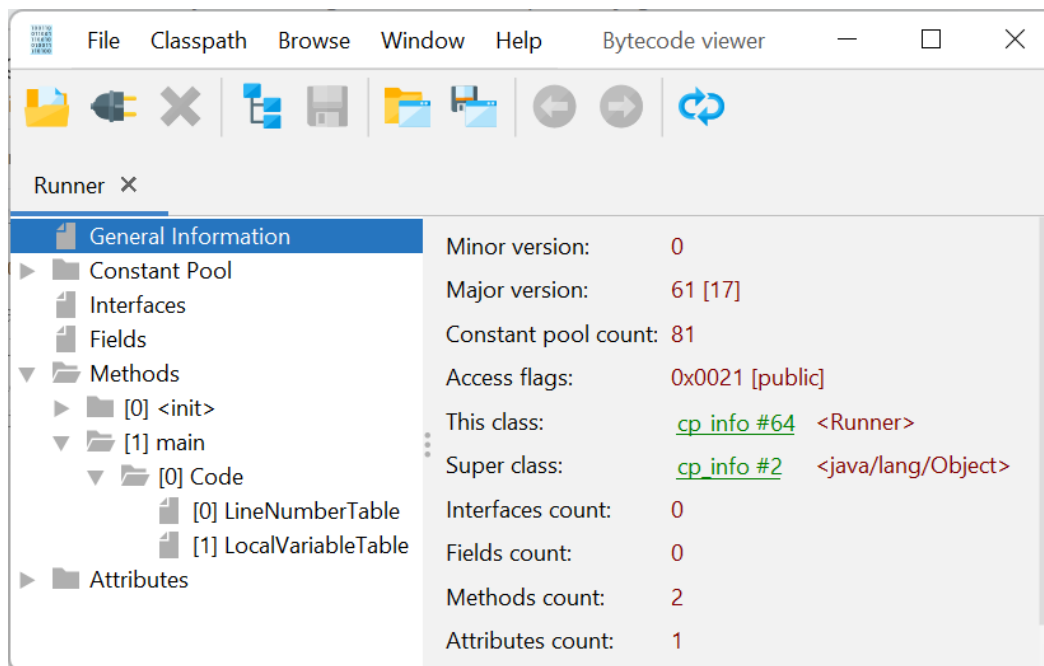 File Classpath Browse Window Help Bytecode viewer
Runner
General Information
Constant Pool
Interfaces
Fields
Methods
[0] <init>
[1] main
[0] Code
[0] LineNumberTable
[1] LocalVariableTable
Attributes
Minor version: 0
Major version: 61 [17]
Constant pool count: 81
Access flags: 0x0021 [public]
This class: cp_info #64 <Runner>
Super class: cp_info #2 <java/lang/Object>
Interfaces count: 0
Fields count: 0
Methods count: 2
Attributes count: 1